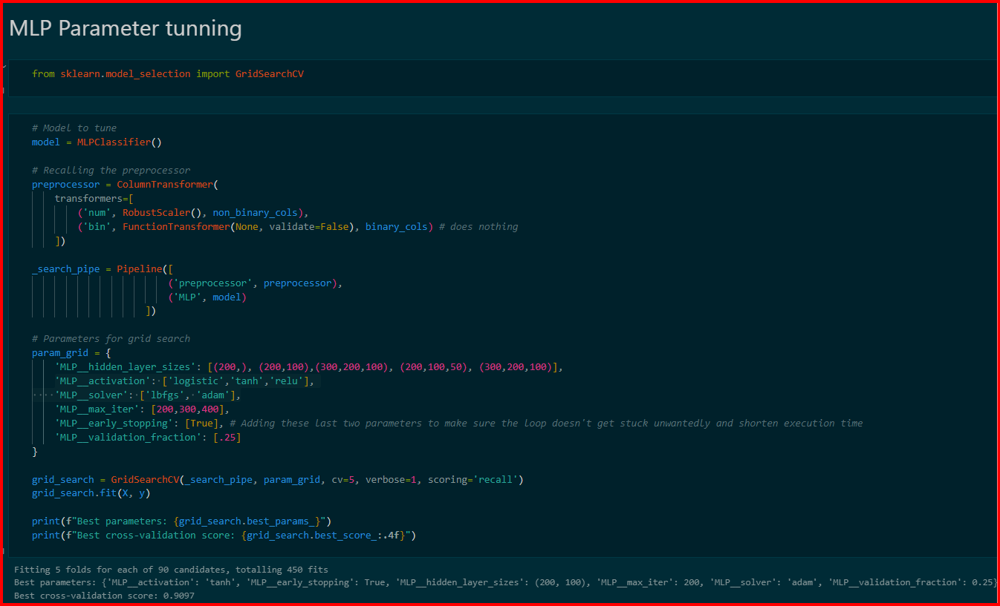 MLP Parameter tunning
from sklearn.model_selection import GridSearchCV
# Model to tune
model = MLPClassifier()
# Recalling the preprocessor
preprocessor = ColumnTransformer(
transformers=[
('num', RobustScaler(), non_binary_cols),
('bin', FunctionTransformer(None, validate=False), binary_cols) # does nothing
])
_search_pipe = Pipeline([
('preprocessor', preprocessor),
('MLP', model)
])
# Parameters for grid search
param_grid = {
'MLP__hidden_layer_sizes': [(200,), (200,100),(300,200,100), (200,100,50), (300,200,100)],
'MLP__activation': ['logistic','tanh','relu'],
'MLP__solver': ['lbfgs', 'adam'],
'MLP__max_iter': [200,300,400],
'MLP__early_stopping': [True], # Adding these last two parameters to make sure the loop doesn't get stuck unwantedly and shorten execution time
'MLP__validation_fraction': [.25]
}
grid_search = GridSearchCV(_search_pipe, param_grid, cv=5, verbose=1, scoring='recall')
grid_search.fit(X, y)
print(f"Best parameters: {grid_search.best_params_}")
print(f"Best cross-validation score: {grid_search.best_score_:.4f}")
Fitting 5 folds for each of 90 candidates, totalling 450 fits
Best parameters: {'MLP__activation': 'tanh', 'MLP__early_stopping': True, 'MLP__hidden_layer_sizes': (200, 100), 'MLP__max_iter': 200, 'MLP__solver': 'adam', 'MLP__validation_fraction': 0.25}
Best cross-validation score: 0.9097